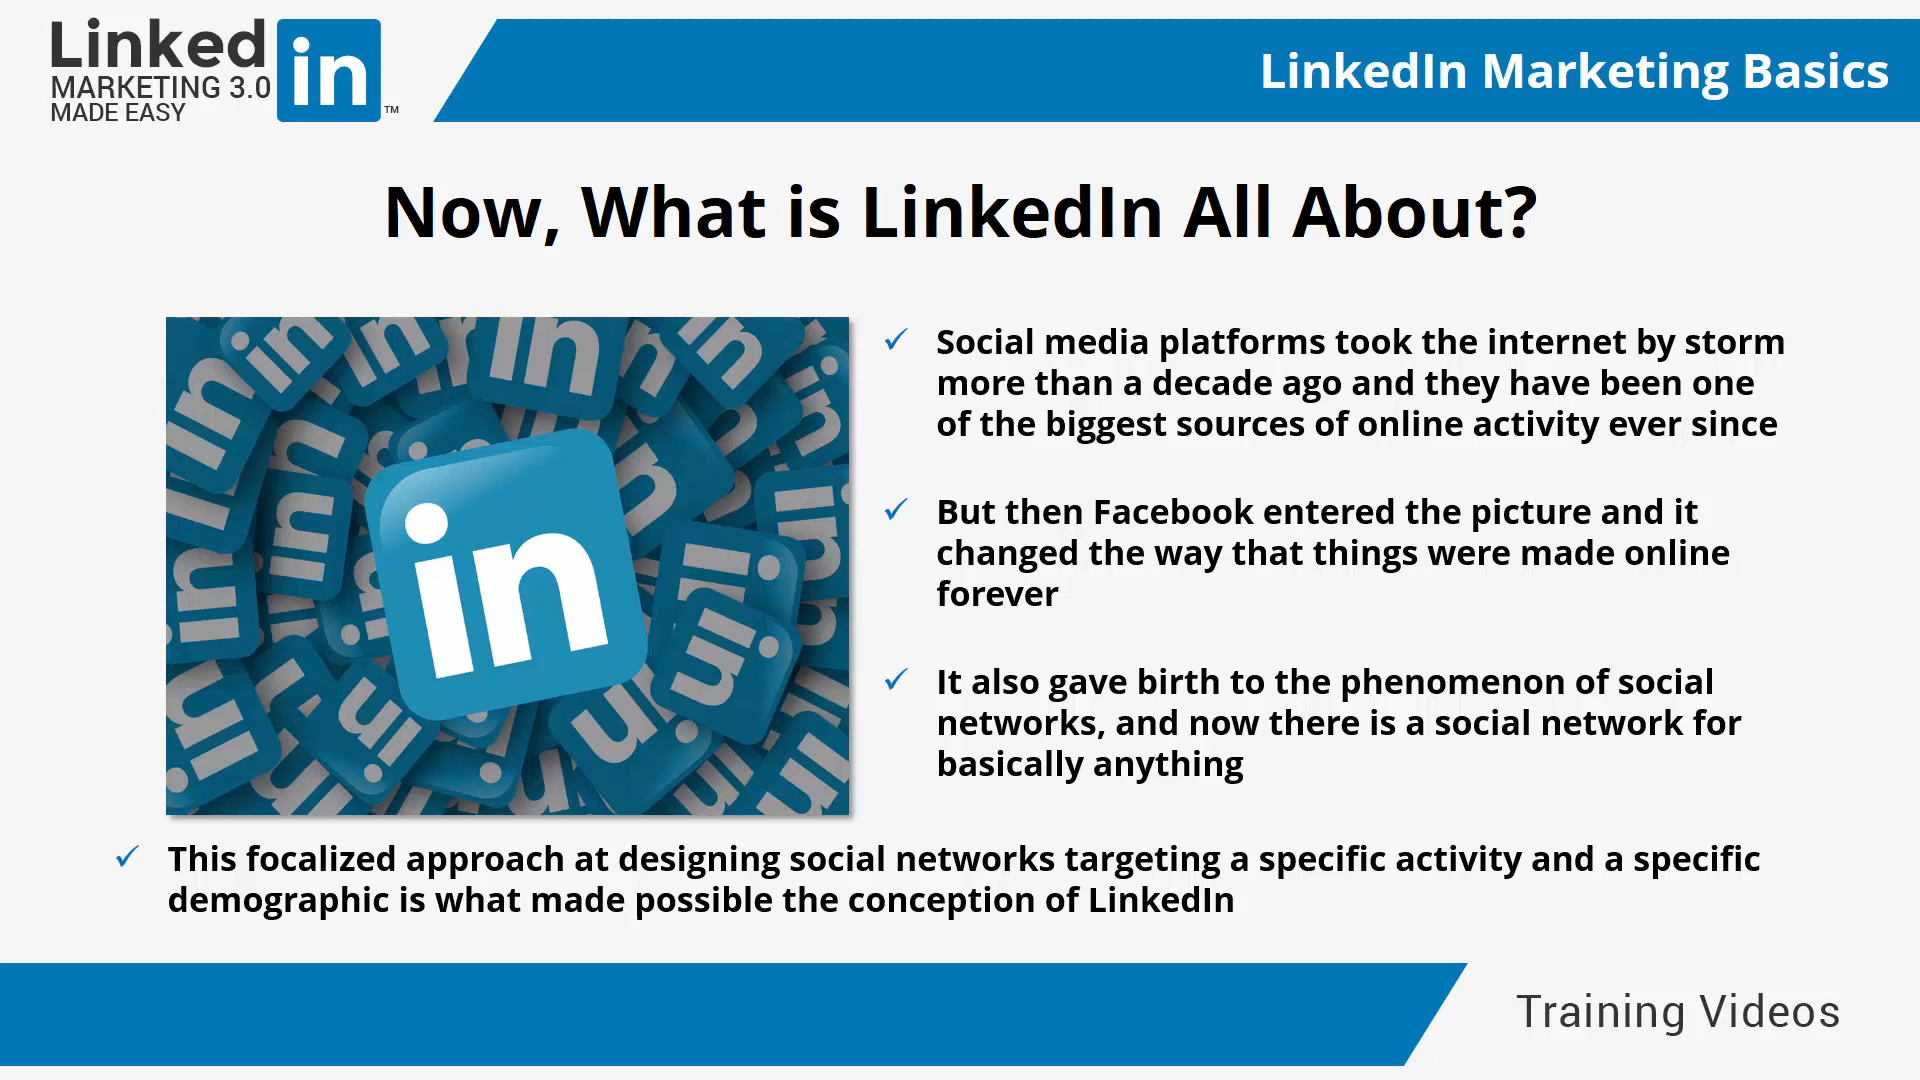 Linked in ™
MARKETING 3.0
MADE EASY
LinkedIn Marketing Basics
Now, What is LinkedIn All About?
in
✓ Social media platforms took the internet by storm
more than a decade ago and they have been one
of the biggest sources of online activity ever since
✓ But then Facebook entered the picture and it
changed the way that things were made online
forever
✓ It also gave birth to the phenomenon of social
networks, and now there is a social network for
basically anything
✓ This focalized approach at designing social networks targeting a specific activity and a specific
demographic is what made possible the conception of LinkedIn
Training Videos